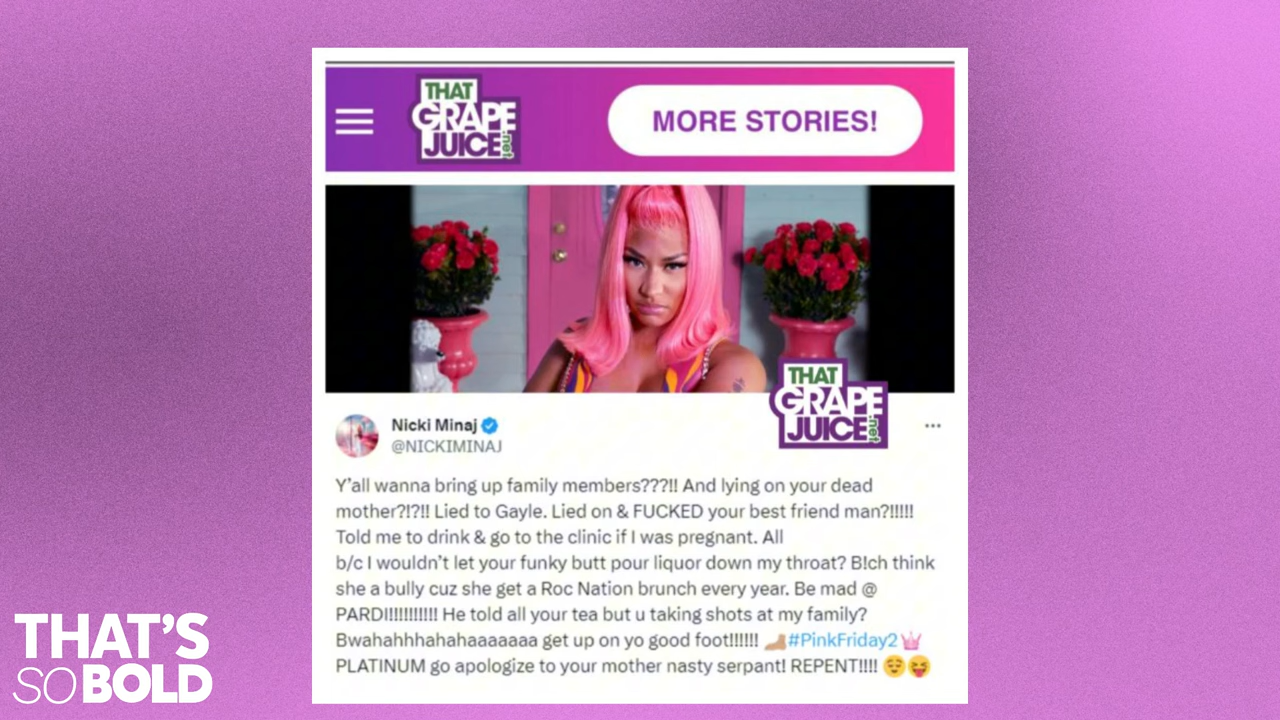 THAT
GRAPE
JUICE.net
MORE STORIES!
THAT
GRAPE
JUICE.net
Nicki Minaj
@NICKIMINAJ
Y'all wanna bring up family members???!! And lying on your dead
mother?!?!! Lied to Gayle. Lied on & FUCKED your best friend man?!!!!!
Told me to drink & go to the clinic if I was pregnant. All
b/c I wouldn't let your funky butt pour liquor down my throat? B!ch think
she a bully cuz she get a Roc Nation brunch every year. Be mad @
PARDI!!!!!!!!!!! He told all your tea but u taking shots at my family?
Bwahahhhahahaaaaaaa get up on yo good foot!!!!!! 🦶🏽#PinkFriday2👑
PLATINUM go apologize to your mother nasty serpant! REPENT!!!! 😌😝
THAT'S
SO BOLD